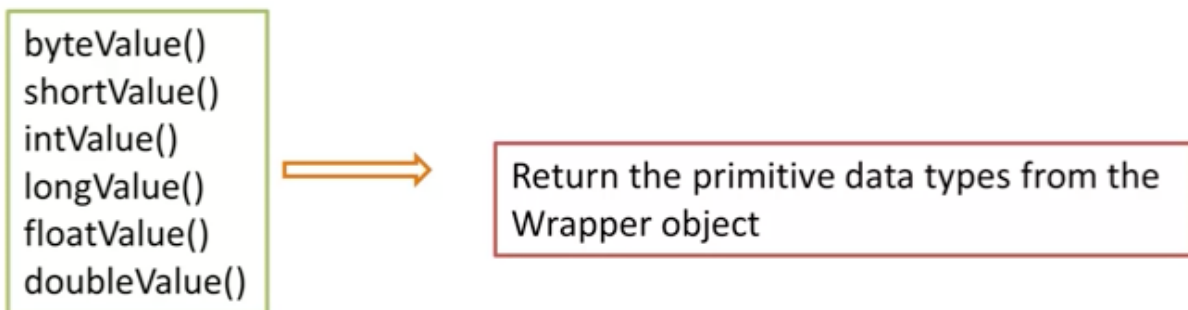 byteValue()
shortValue()
intValue()
longValue()
floatValue()
doubleValue()
Return the primitive data types from the
Wrapper object